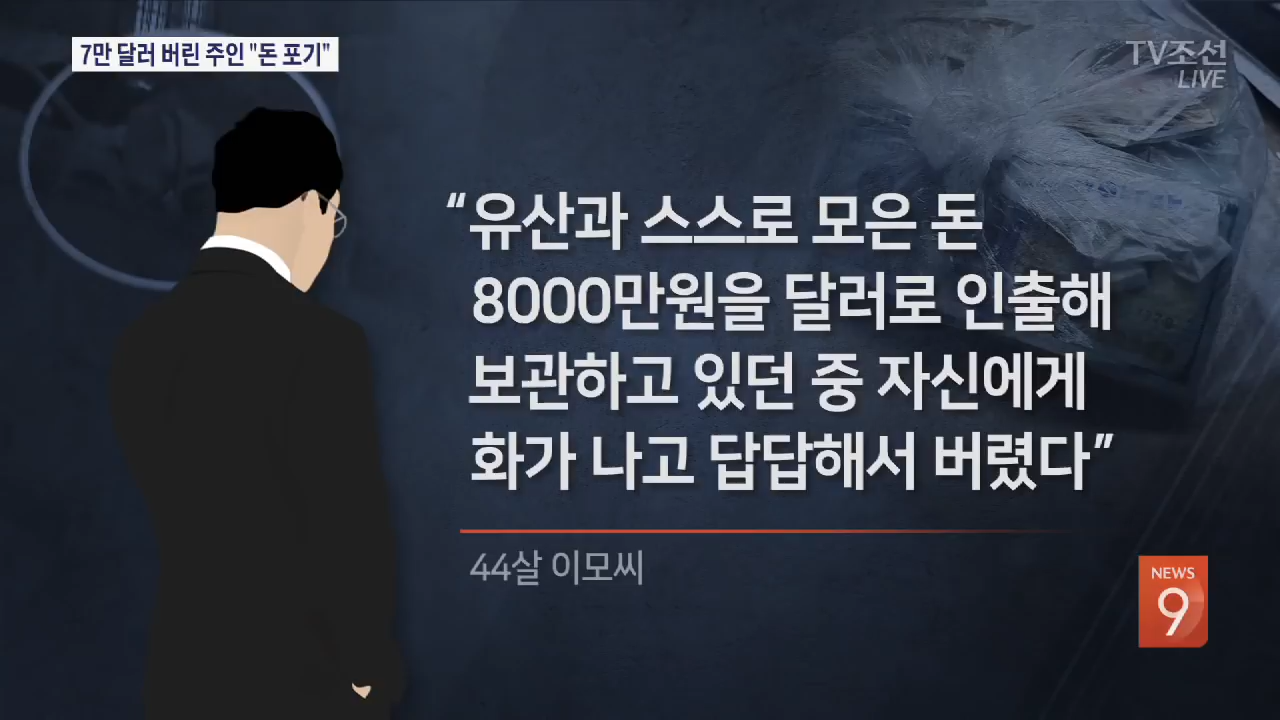 7만 달러 버린 주인 "돈 포기"
TV조선
LIVE
“유산과 스스로 모은 돈
8000만원을 달러로 인출해
보관하고 있던 중 자신에게
화가 나고 답답해서 버렸다”
44살 이모씨
NEWS
9